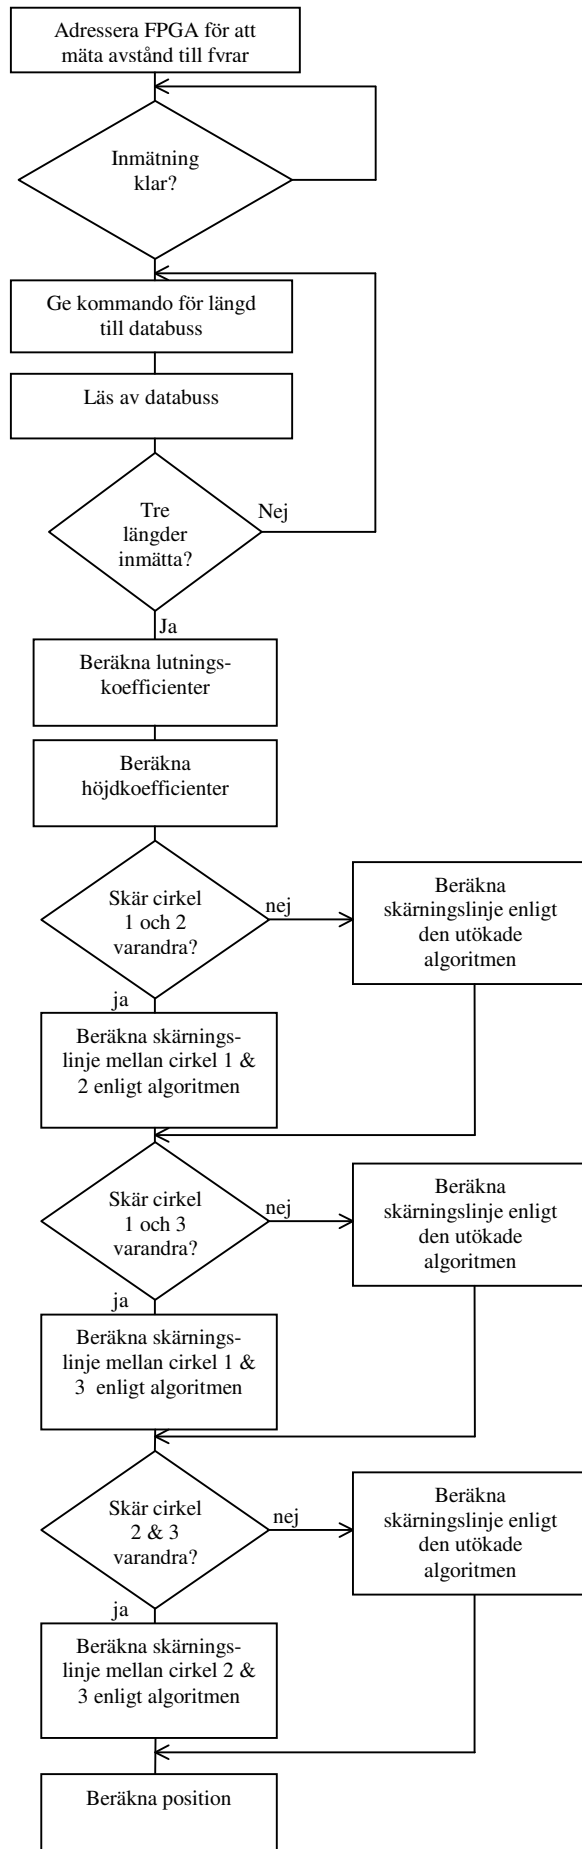 Adressera FPGA för att
mäta avstånd till fyrar
Inmätning
klar?
Ge kommando för längd
till databuss
Läs av databuss
Tre
längder
inmätta?
Nej
Ja
Beräkna lutnings-
koefficienter
Beräkna
höjdkoefficienter
Skär cirkel
1 och 2
varandra?
nej
Beräkna
skärningslinje enligt
den utökade
algoritmen
ja
Beräkna skärnings-
linje mellan cirkel 1 &
2 enligt algoritmen
Skär cirkel
1 och 3
varandra?
nej
Beräkna
skärningslinje enligt
den utökade
algoritmen
ja
Beräkna skärnings-
linje mellan cirkel 1 &
3 enligt algoritmen
Skär cirkel
2 & 3
varandra?
nej
Beräkna
skärningslinje enligt
den utökade
algoritmen
ja
Beräkna skärnings-
linje mellan cirkel 2 &
3 enligt algoritmen
Beräkna position